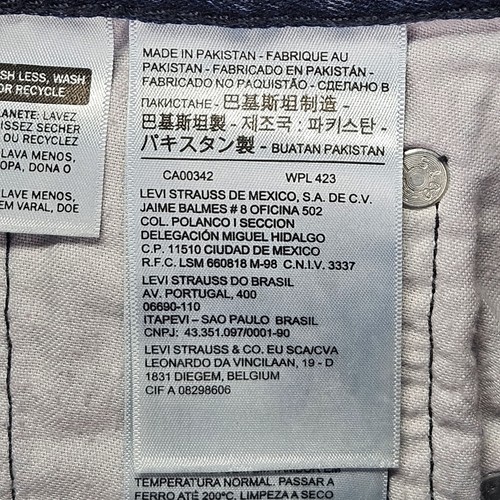 SH LESS, WASH
OR RECYCLE
LANETE: LAVEZ
ISSEZ SECHER
OU RECYCLEZ
LAVA MENOS,
OPA, DONA O
LAVE MENOS,
EM VARAL, DOE
MADE IN PAKISTAN - FABRIQUE AU
PAKISTAN - FABRICADO EN PAKISTÁN -
FABRICADO NO PAQUISTÃO - СДЕЛАНО В
ПАКИСТАНЕ - 巴基斯坦制造 -
巴基斯坦製 - 제조국 : 파키스탄 -
パキスタン製 - BUATAN PAKISTAN
CA00342 WPL 423
LEVI STRAUSS DE MEXICO, S.A. DE C.V.
JAIME BALMES # 8 OFICINA 502
COL. POLANCO I SECCION
DELEGACIÓN MIGUEL HIDALGO
C.P. 11510 CIUDAD DE MEXICO
R.F.C. LSM 660818 M-98 C.N.I.V. 3337
LEVI STRAUSS DO BRASIL
AV. PORTUGAL, 400
06690-110
ITAPEVI – SAO PAULO BRASIL
CNPJ: 43.351.097/0001-90
LEVI STRAUSS & CO. EU SCA/CVA
LEONARDO DA VINCILAAN, 19 - D
1831 DIEGEM, BELGIUM
CIF A 08298606
TEMPERATURA NORMAL. PASSAR A
FERRO ATÉ 200ºC. LIMPEZA A SECO